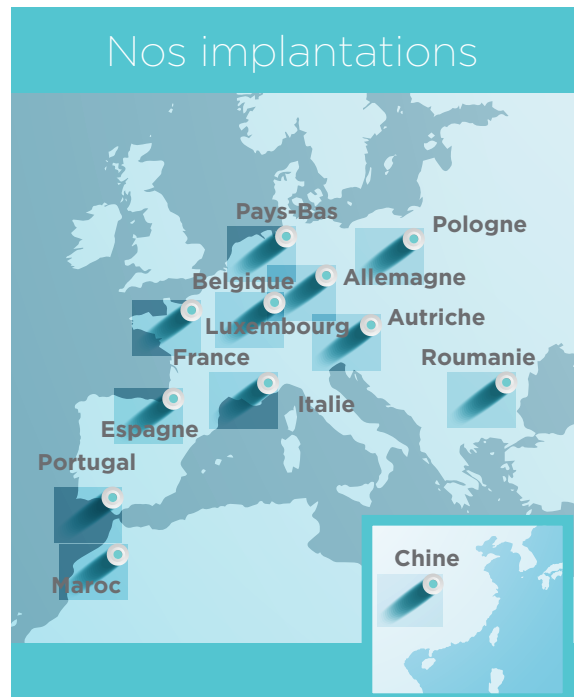 Nos implantations
Pays-Bas
Pologne
Belgique
Allemagne
Luxembourg
Autriche
France
Roumanie
Italie
Espagne
Portugal
Maroc
Chine